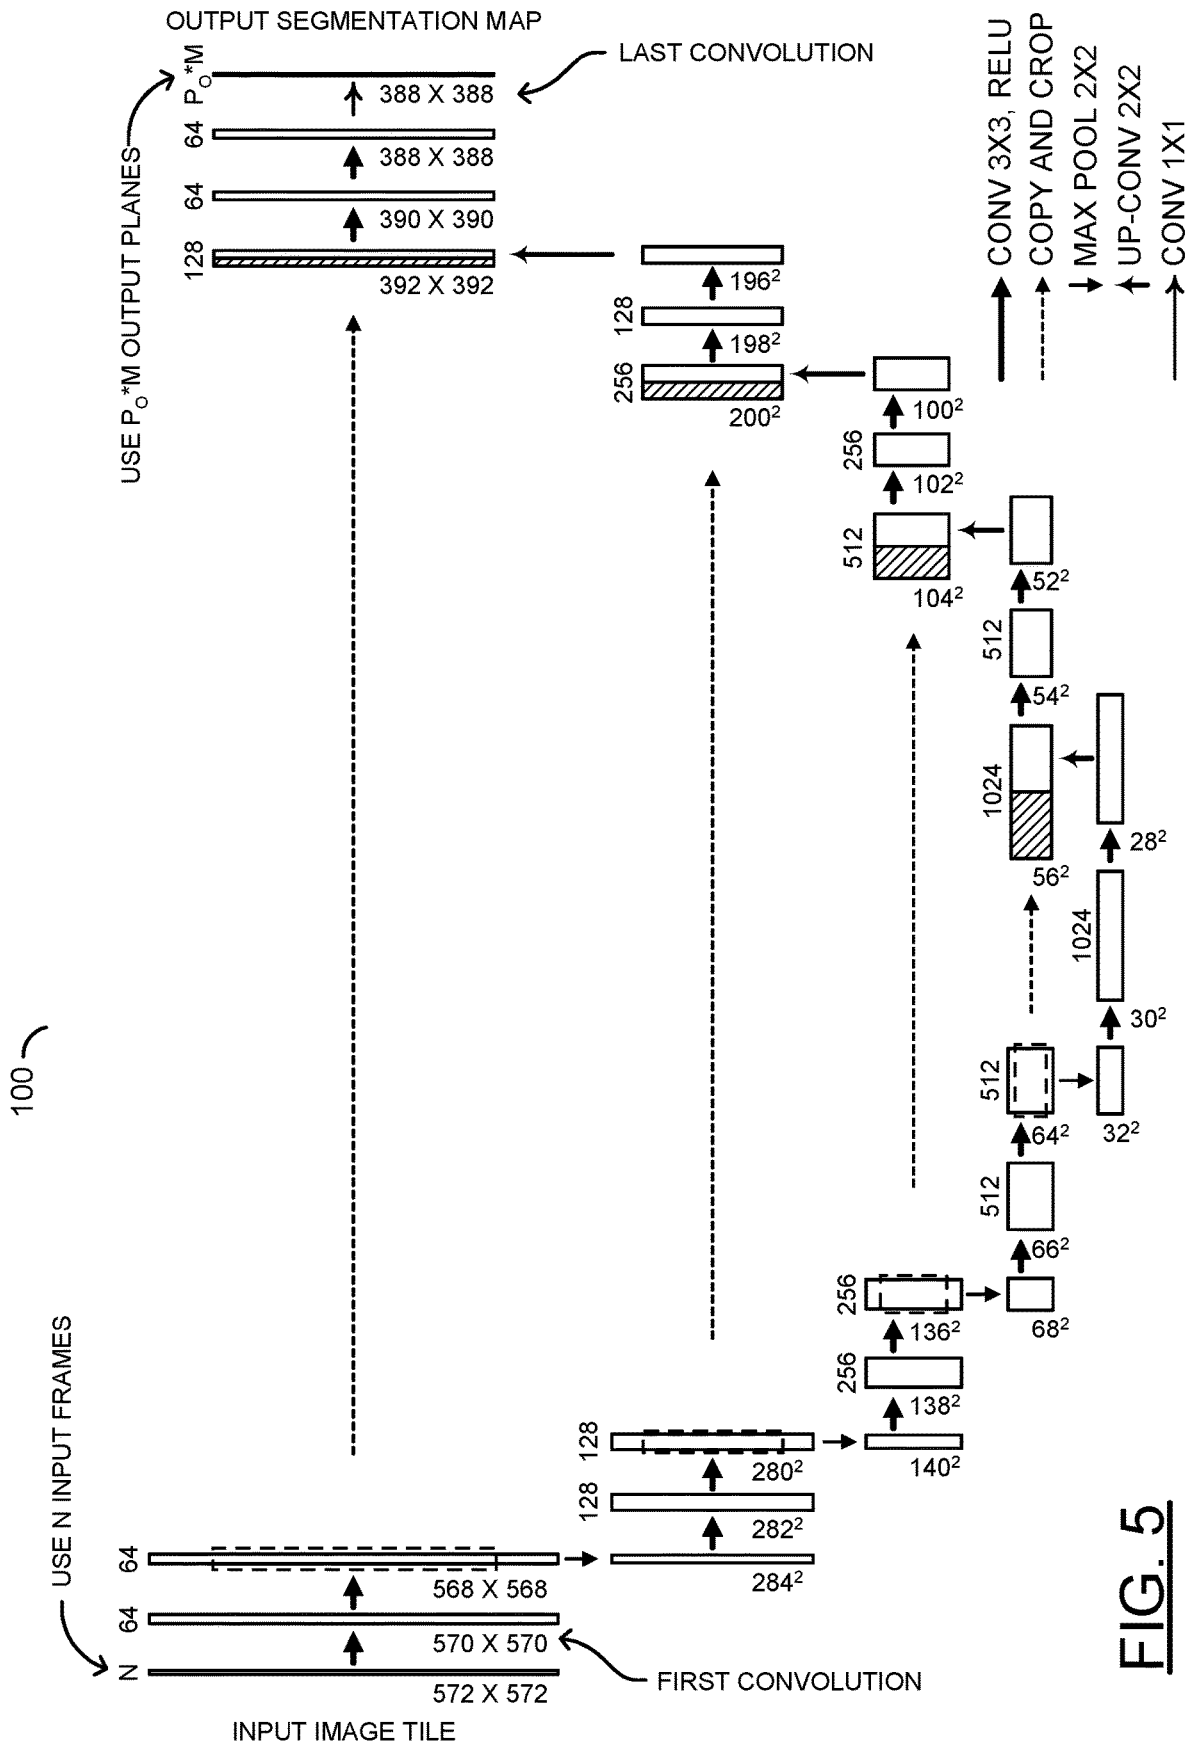 100
USE N INPUT FRAMES
N
64
64
572 X 572
570 X 570
568 X 568
INPUT IMAGE TILE
FIRST CONVOLUTION
128
128
284²
282²
280²
256
256
140²
138²
136²
512
512
68²
66²
64²
1024
32²
30²
28²
1024
512
56²
54²
52²
512
256
104²
102²
100²
256
128
200²
198²
196²
128
64
64
P_O*M
392 X 392
390 X 390
388 X 388
388 X 388
USE P_O*M OUTPUT PLANES
OUTPUT SEGMENTATION MAP
LAST CONVOLUTION
CONV 3X3, RELU
COPY AND CROP
MAX POOL 2X2
UP-CONV 2X2
CONV 1X1
FIG. 5